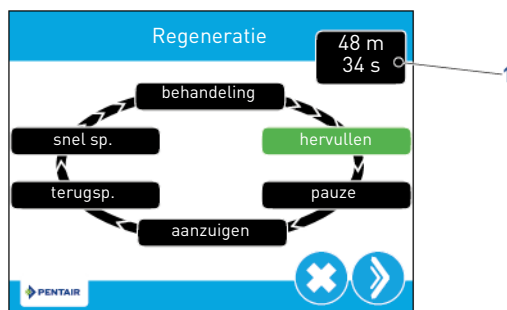 Regeneratie
48 m
34 s
behandeling
snel sp.
hervullen
terugsp.
pauze
aanzuigen
PENTAIR